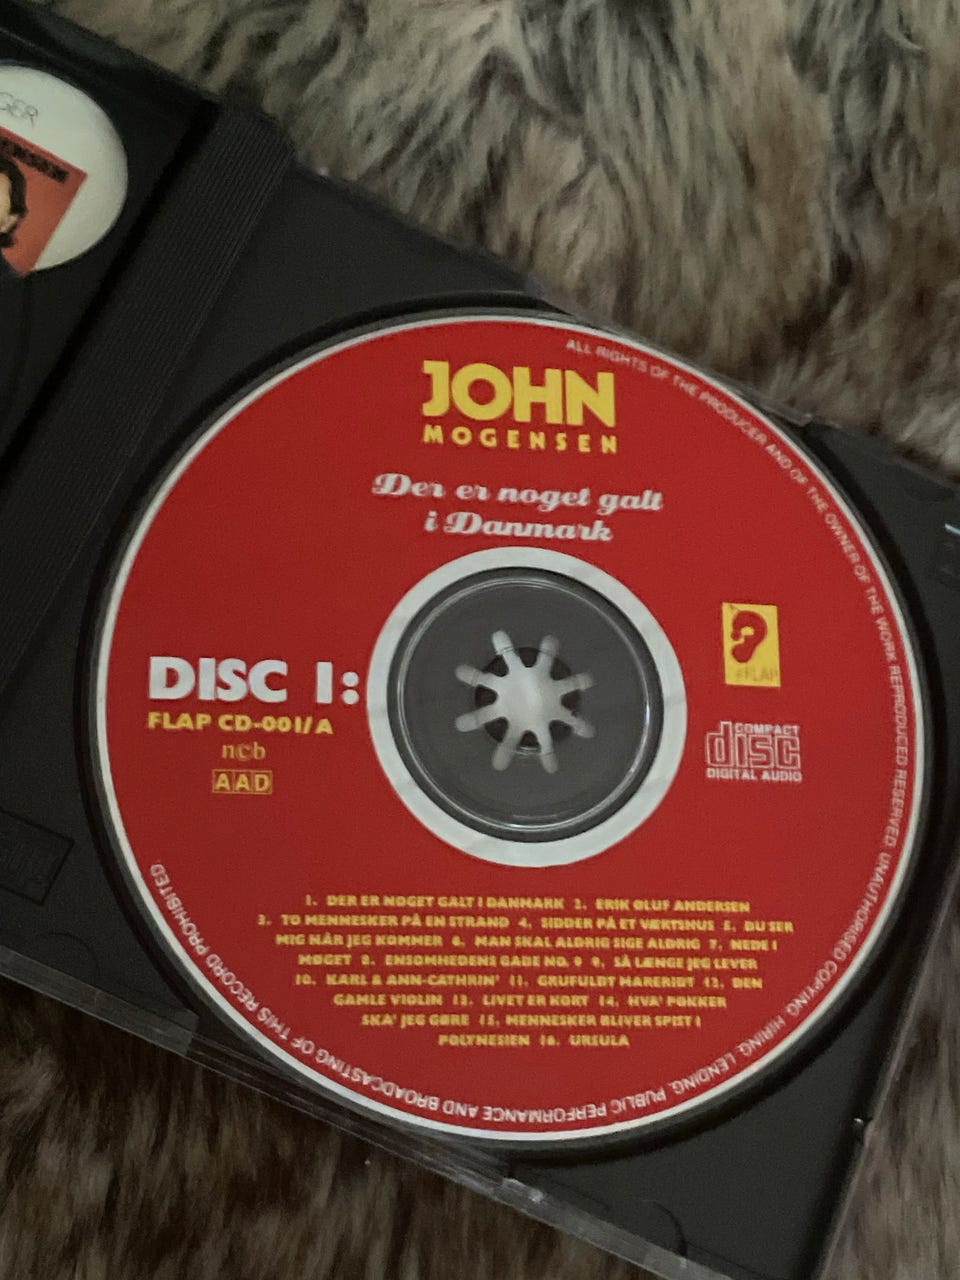 GER
JOHN
MOGENSEN
Der er noget galt
i Danmark
DISC 1:
FLAP CD-001/A
n©b
AAD
FLAP
COMPACT
disc
DIGITAL AUDIO
1. DER ER NOGET GALT I DANMARK 2. ERIK OLUF ANDERSEN
3. TO MENNESKER PÅ EN STRAND 4. SIDDER PÅ ET VÆRTSHUS 5. DU SER
MIG NÅR JEG KOMMER 6. MAN SKAL ALDRIG SIGE ALDRIG 7. NEDE I
MØGET 8. ENSOMHEDENS GADE NO. 9 9. SÅ LÆNGE JEG LEVER
10. KARL & ANN-CATHRIN' 11. GRUFULDT MARERIDT 12. DEN
GAMLE VIOLIN 13. LIVET ER KORT 14. HVA' POKKER
SKA' JEG GØRE 15. MENNESKER BLIVER SPIST I
POLYNESIEN 16. URSULA
ALL RIGHTS OF THE PRODUCER AND OF THE OWNER OF THE WORK REPRODUCED RESERVED. UNAUTHORISED COPYING, HIRING, LENDING, PUBLIC PERFORMANCE AND BROADCASTING OF THIS RECORD PROHIBITED.